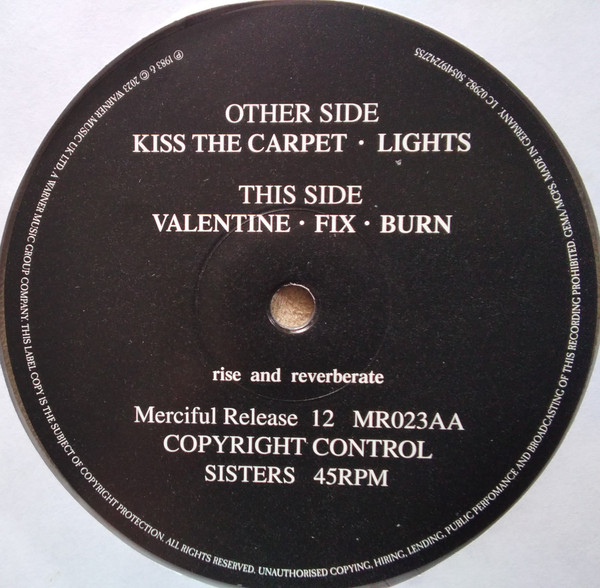 OTHER SIDE
KISS THE CARPET · LIGHTS
THIS SIDE
VALENTINE · FIX · BURN
rise and reverberate
Merciful Release 12 MR023AA
COPYRIGHT CONTROL
SISTERS 45RPM
℗ 1983 & © 2023 WARNER MUSIC UK LTD, A WARNER MUSIC GROUP COMPANY. THIS LABEL COPY IS THE SUBJECT OF COPYRIGHT PROTECTION. ALL RIGHTS RESERVED. UNAUTHORISED COPYING, HIRING, LENDING, PUBLIC PERFOMANCE AND BROADCASTING OF THIS RECORDING PROHIBITED. GEMA/MCPS. MADE IN GERMANY. LC 02982. 5054197242755